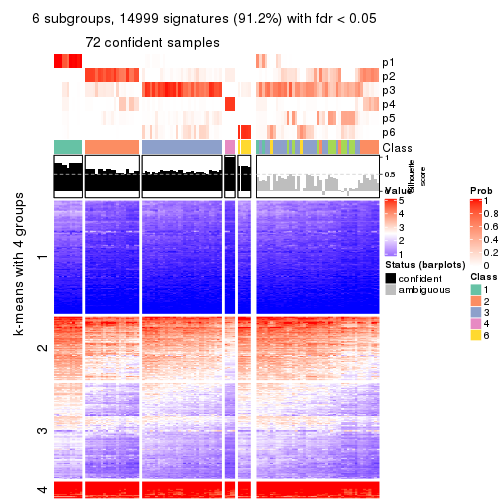 6 subgroups, 14999 signatures (91.2%) with fdr < 0.05
72 confident samples
p1
p2
p3
p4
p5
p6
Class
1
0.5
0
Silhouette
score
k-means with 4 groups
1
2
3
4
Value
5
4
3
2
1
Status (barplots)
confident
ambiguous
Prob
1
0.8
0.6
0.4
0.2
0
Class
1
2
3
4
6